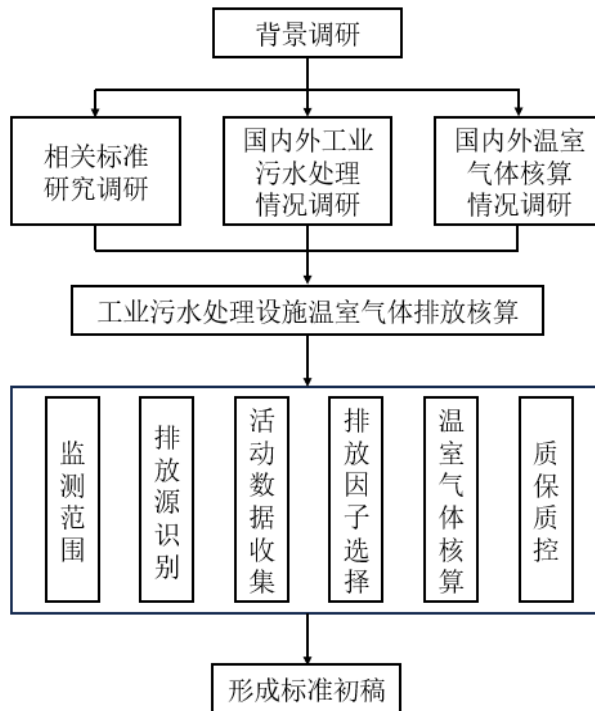 背景调研
相关标准
研究调研
国内外工业
污水处理
情况调研
国内外温室
气体核算
情况调研
工业污水处理设施温室气体排放核算
监测范围
排放源识别
活动数据收集
排放因子选择
温室气体核算
质保质控
形成标准初稿